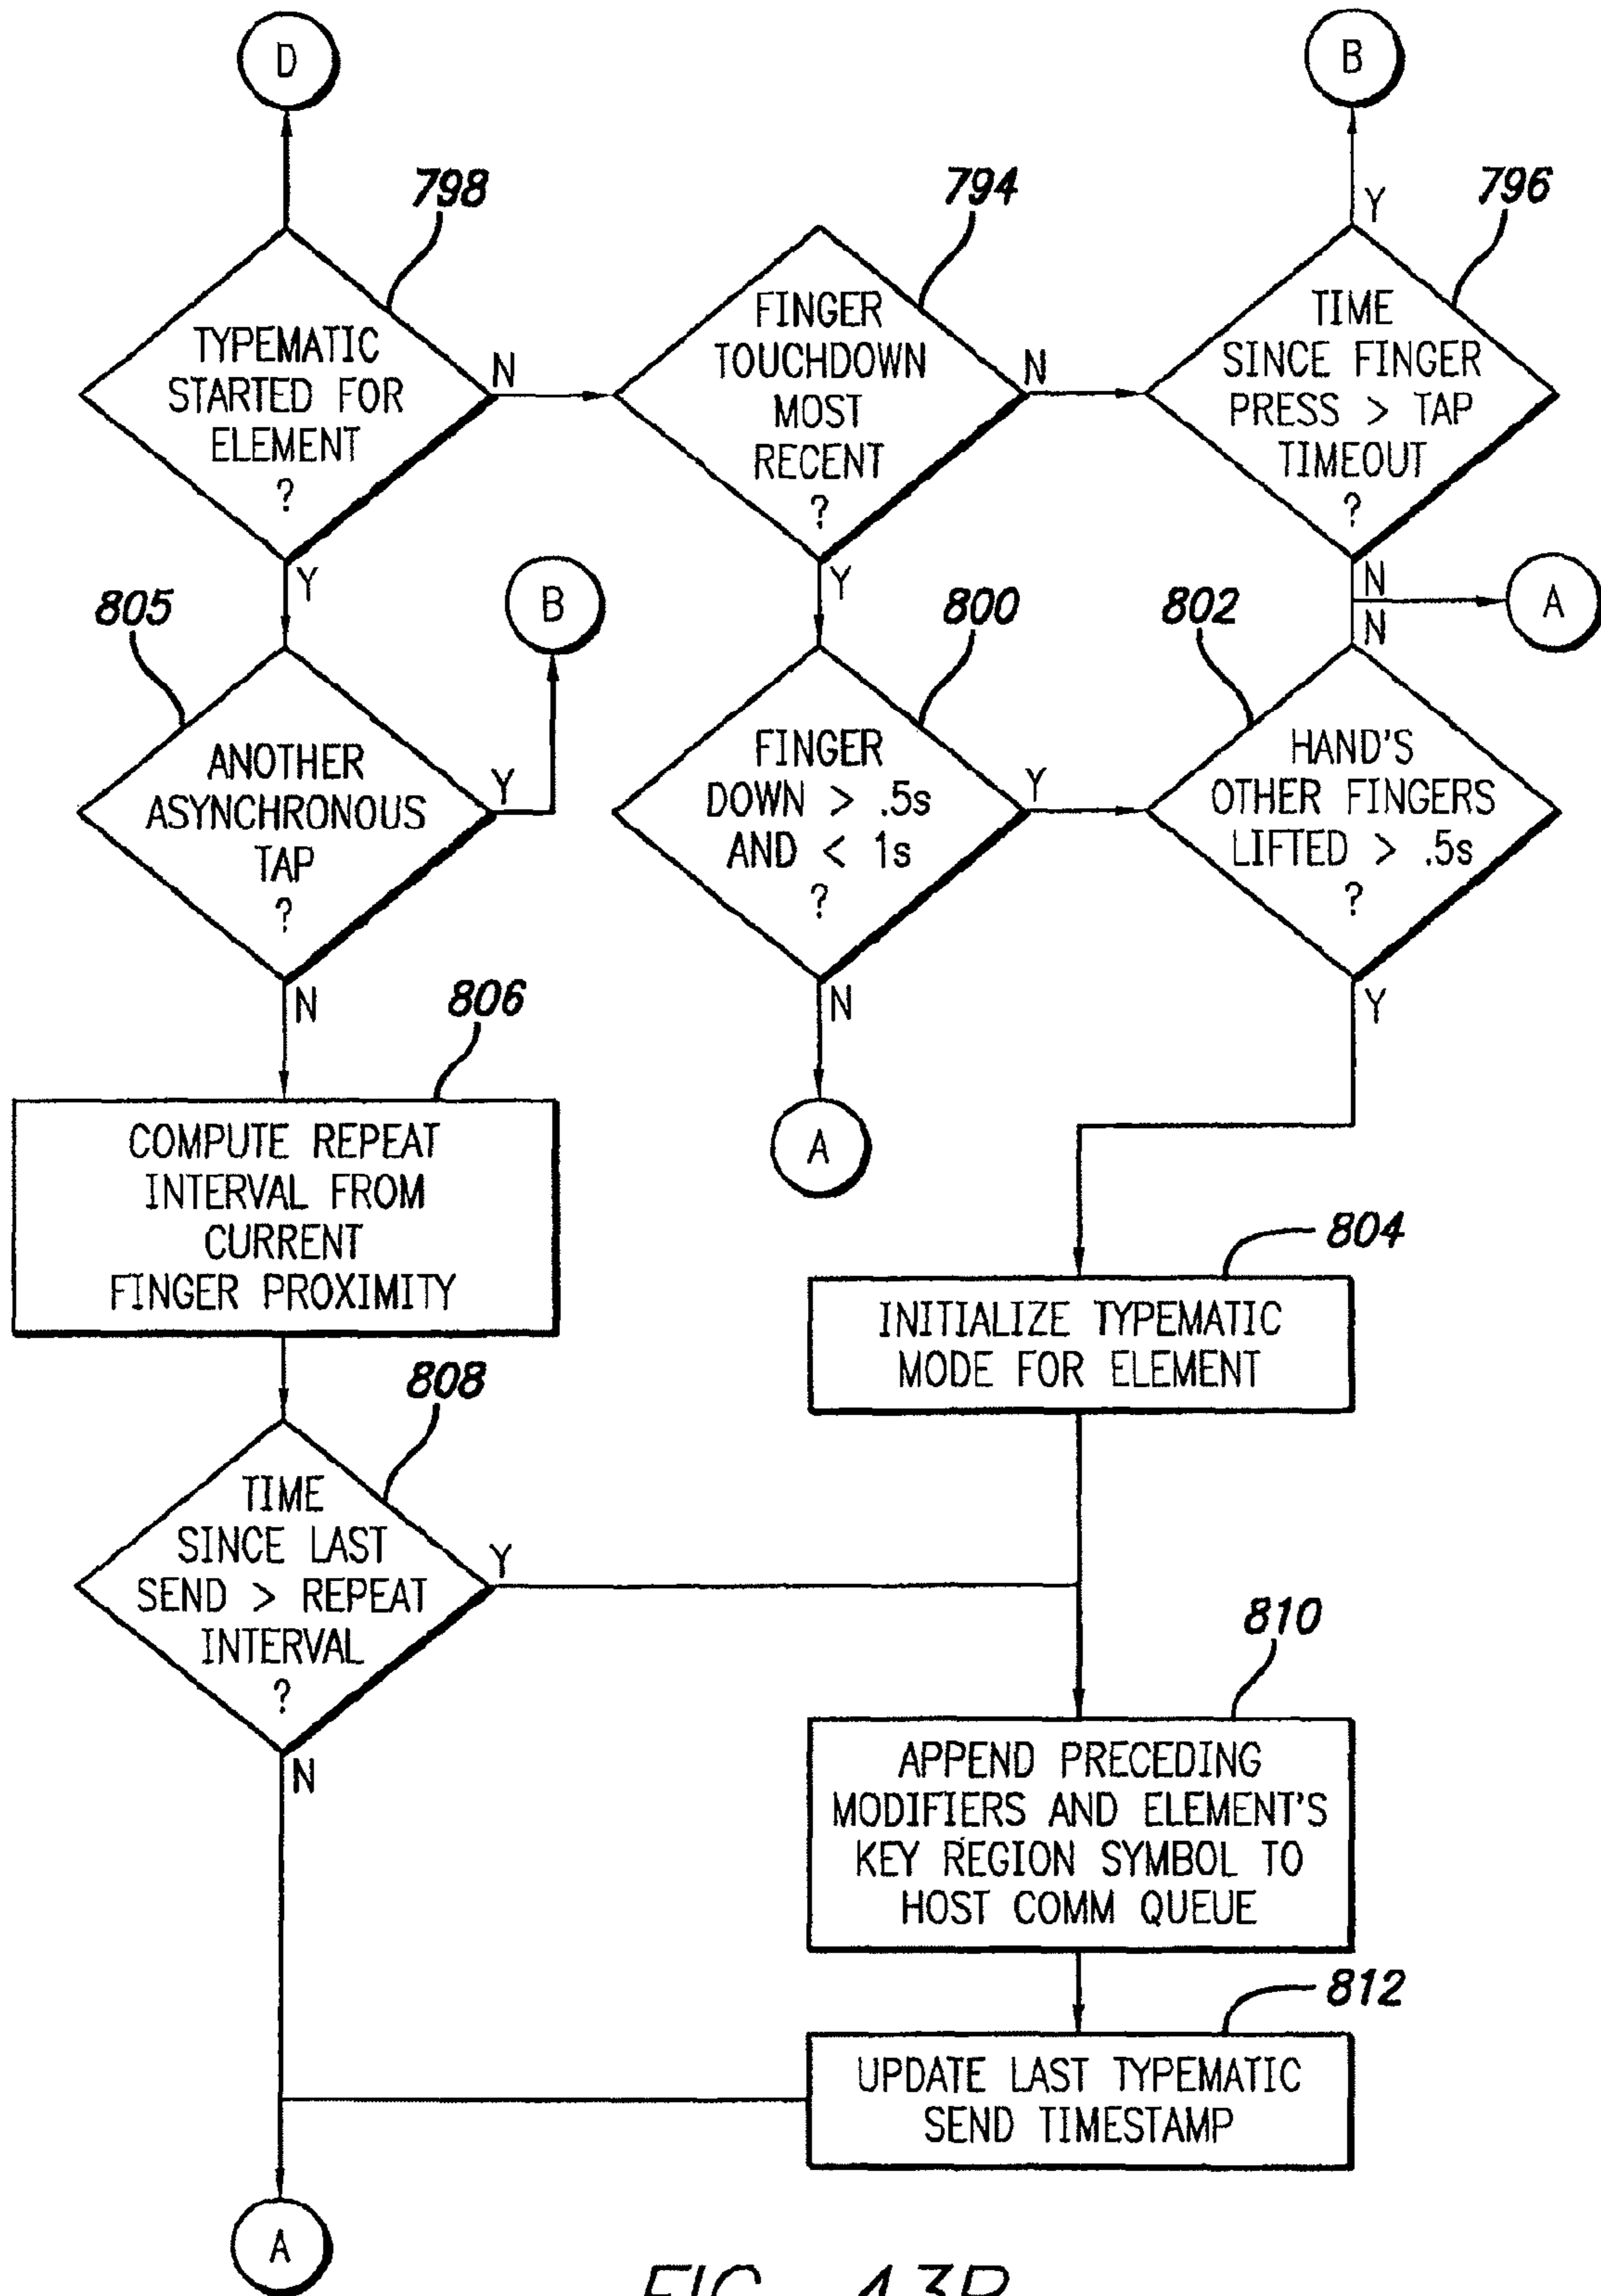 D
B
798
794
796
TYPEMATIC
STARTED FOR
ELEMENT
?
N
Y
FINGER
TOUCHDOWN
MOST
RECENT
?
N
Y
Y
TIME
SINCE FINGER
PRESS > TAP
TIMEOUT
?
N
N
A
805
B
800
802
ANOTHER
ASYNCHRONOUS
TAP
?
Y
N
FINGER
DOWN > .5s
AND < 1s
?
Y
N
A
HAND'S
OTHER FINGERS
LIFTED > .5s
?
Y
806
COMPUTE REPEAT
INTERVAL FROM
CURRENT
FINGER PROXIMITY
804
INITIALIZE TYPEMATIC
MODE FOR ELEMENT
808
TIME
SINCE LAST
SEND > REPEAT
INTERVAL
?
Y
N
810
APPEND PRECEDING
MODIFIERS AND ELEMENT'S
KEY REGION SYMBOL TO
HOST COMM QUEUE
812
UPDATE LAST TYPEMATIC
SEND TIMESTAMP
A
FIG. 43B